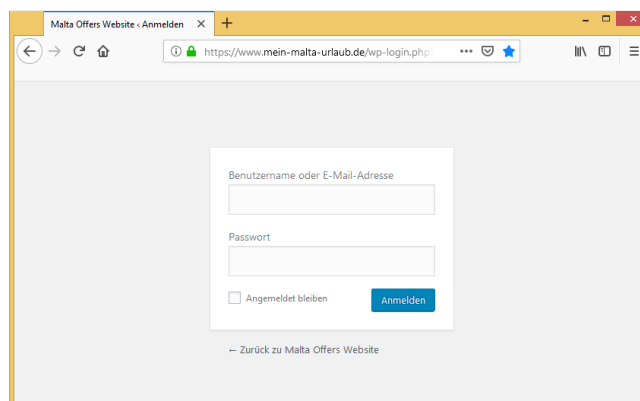 Malta Offers Website ‹ Anmelden
https://www.mein-malta-urlaub.de/wp-login.php
Benutzername oder E-Mail-Adresse
Passwort
Angemeldet bleiben
Anmelden
← Zurück zu Malta Offers Website